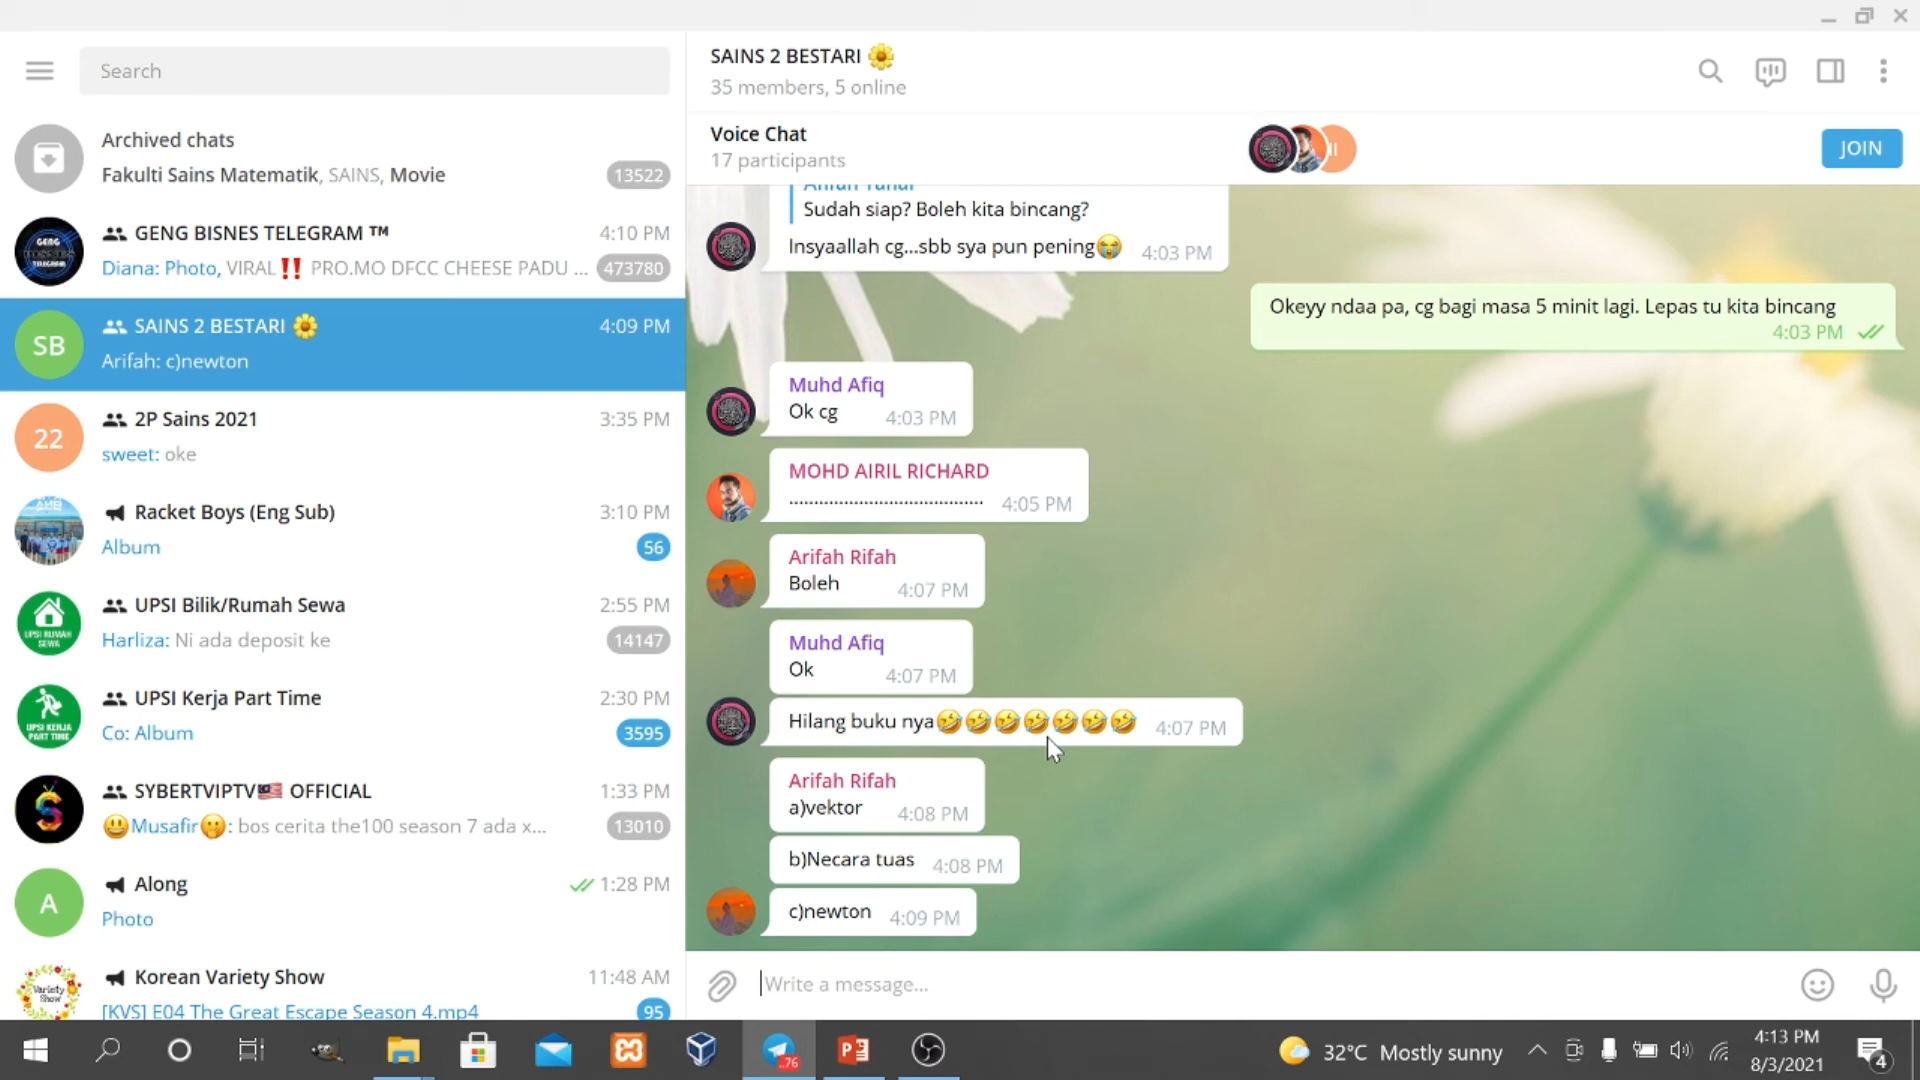 Search
Archived chats
Fakulti Sains Matematik, SAINS, Movie
13522
GENG BISNES TELEGRAM ™
4:10 PM
Diana: Photo, VIRAL‼️ PRO.MO DFCC CHEESE PADU ...
473780
SB
SAINS 2 BESTARI 🌼
4:09 PM
Arifah: c)newton
22
2P Sains 2021
3:35 PM
sweet: oke
Racket Boys (Eng Sub)
3:10 PM
Album
56
UPSI Bilik/Rumah Sewa
2:55 PM
Harliza: Ni ada deposit ke
14147
UPSI Kerja Part Time
2:30 PM
Co: Album
3595
SYBERTVIPTV🇲🇾 OFFICIAL
1:33 PM
😃Musafir🤭: bos cerita the100 season 7 ada x...
13010
A
Along
1:28 PM
Photo
Korean Variety Show
11:48 AM
[KVS] E04 The Great Escape Season 4.mp4
95
SAINS 2 BESTARI 🌼
35 members, 5 online
Voice Chat
17 participants
JOIN
Sudah siap? Boleh kita bincang?
Insyaallah cg...sbb sya pun pening😭
4:03 PM
Okeyy ndaa pa, cg bagi masa 5 minit lagi. Lepas tu kita bincang
4:03 PM
Muhd Afiq
Ok cg
4:03 PM
MOHD AIRIL RICHARD
.......................................
4:05 PM
Arifah Rifah
Boleh
4:07 PM
Muhd Afiq
Ok
4:07 PM
Hilang buku nya🤣🤣🤣🤣🤣🤣🤣
4:07 PM
Arifah Rifah
a)vektor
4:08 PM
b)Necara tuas
4:08 PM
c)newton
4:09 PM
Write a message...
..76
32°C Mostly sunny
4:13 PM
8/3/2021
4